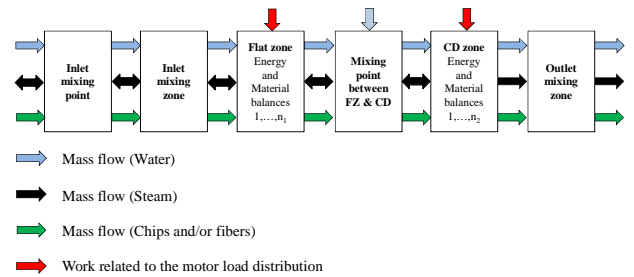 Inlet
mixing
point
Inlet
mixing
zone
Flat zone
Energy
and
Material
balances
1,…,n1
Mixing
point
between
FZ & CD
CD zone
Energy
and
Material
balances
1,…,n2
Outlet
mixing
zone
Mass flow (Water)
Mass flow (Steam)
Mass flow (Chips and/or fibers)
Work related to the motor load distribution